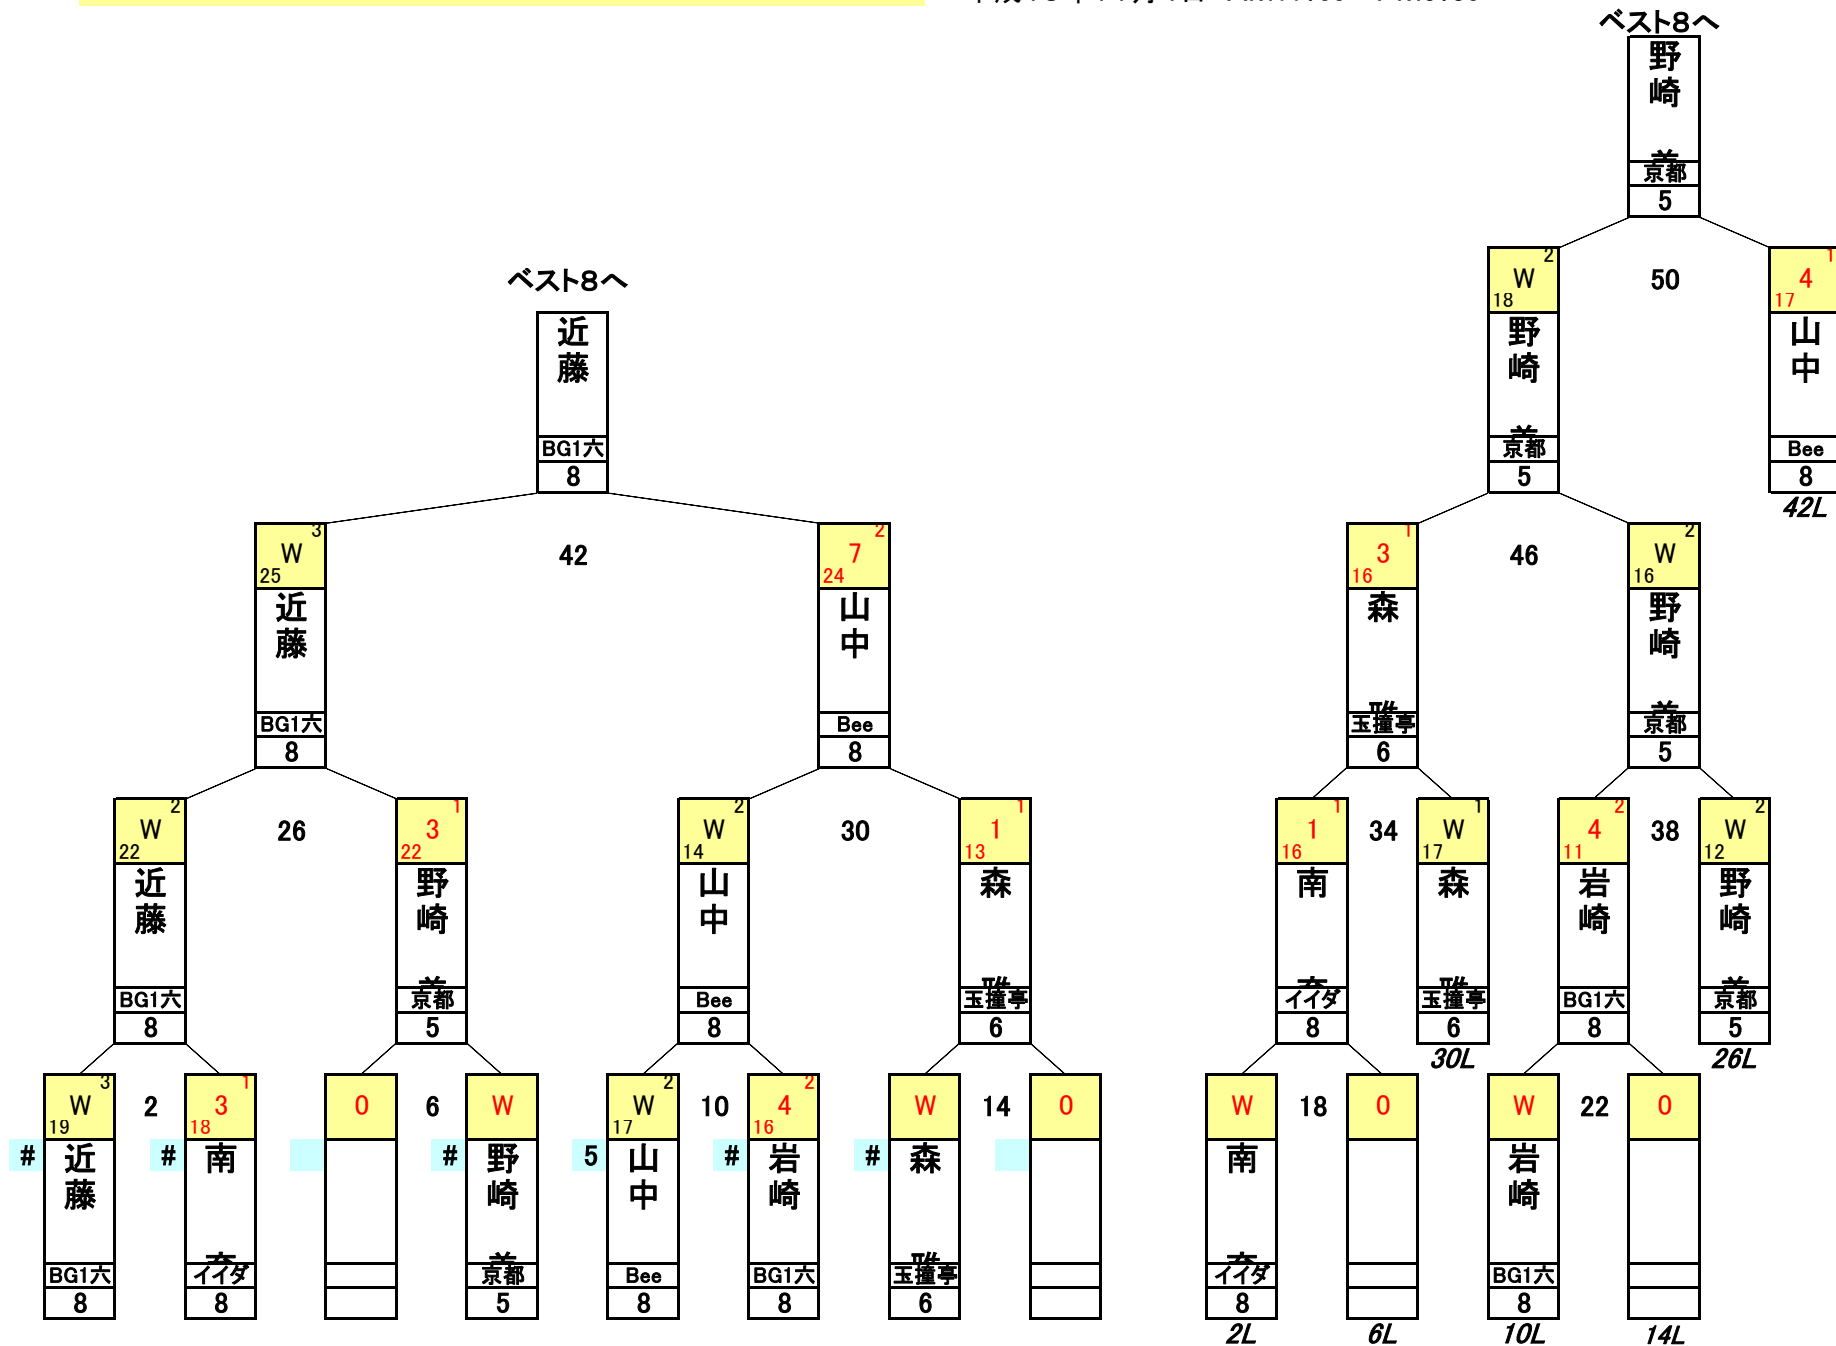 ベスト8へ
野崎
京都
5
W 2 18
50
4 1 17
ベスト8へ
近藤
BG1六
8
野崎
京都
5
山中
Bee
8
42L
W 3 25
42
7 2 24
3 1 16
46
W 2 16
近藤
BG1六
8
山中
Bee
8
森
玉撞亭
6
野崎
京都
5
W 2 22
26
3 1 22
W 2 14
30
1 1 13
1 1 16
34
W 1 17
4 2 11
38
W 2 12
近藤
BG1六
8
野崎
京都
5
山中
Bee
8
森
玉撞亭
6
南
イイダ
8
森
玉撞亭
6
30L
岩崎
BG1六
8
野崎
京都
5
26L
W 3 19
2
3 1 18
0
6
W
W 2 17
10
4 2 16
W
14
0
W
18
0
W
22
0
# 近藤
BG1六
8
# 南
イイダ
8
# 野崎
京都
5
5 山中
Bee
8
# 岩崎
BG1六
8
# 森
玉撞亭
6
南
イイダ
8
2L
6L
岩崎
BG1六
8
10L
14L